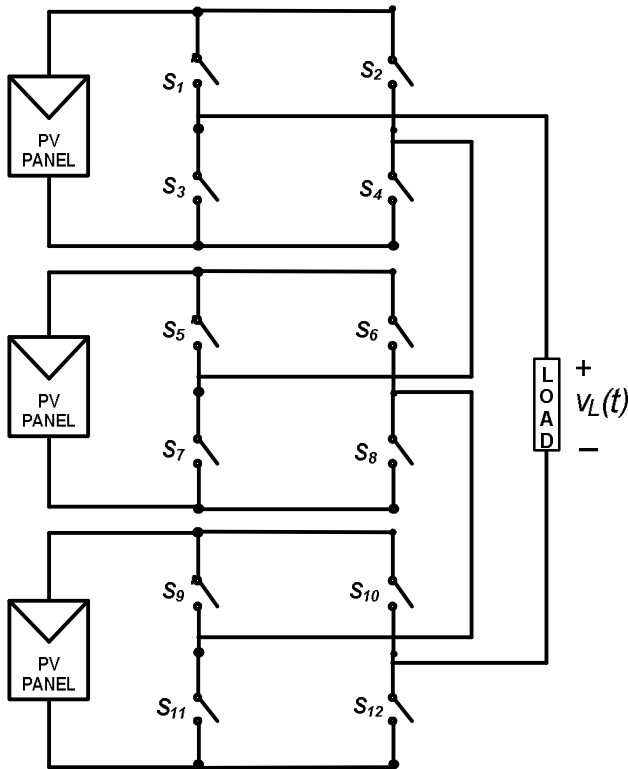 S1
S2
PV
PANEL
S3
S4
S5
S6
PV
PANEL
S7
S8
LOAD
+
vL(t)
−
S9
S10
PV
PANEL
S11
S12